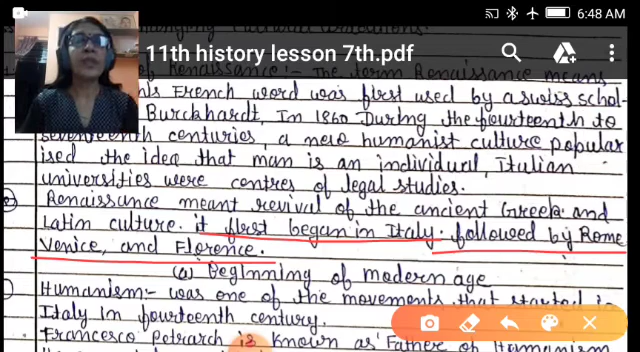 6:48 AM
11th history lesson 7th.pdf
of Renaissance:- The term Renaissance means
French word was first used by a swiss schol-
Burckhardt, In 1860 During the fourteenth to
seventeenth centuries, a new humanist culture popular
ised the idea that man is an individual, Italian
universities were centres of legal studies.
Renaissance meant revival of the ancient Greek and
Latin culture. it first began in Italy. followed by Rome
Venice, and Florence.
(a) Beginning of modern age
Humanism:- was one of the movements that started in
Italy in fourteenth century.
Francesco Petrarch is known as 'Father of Humanism